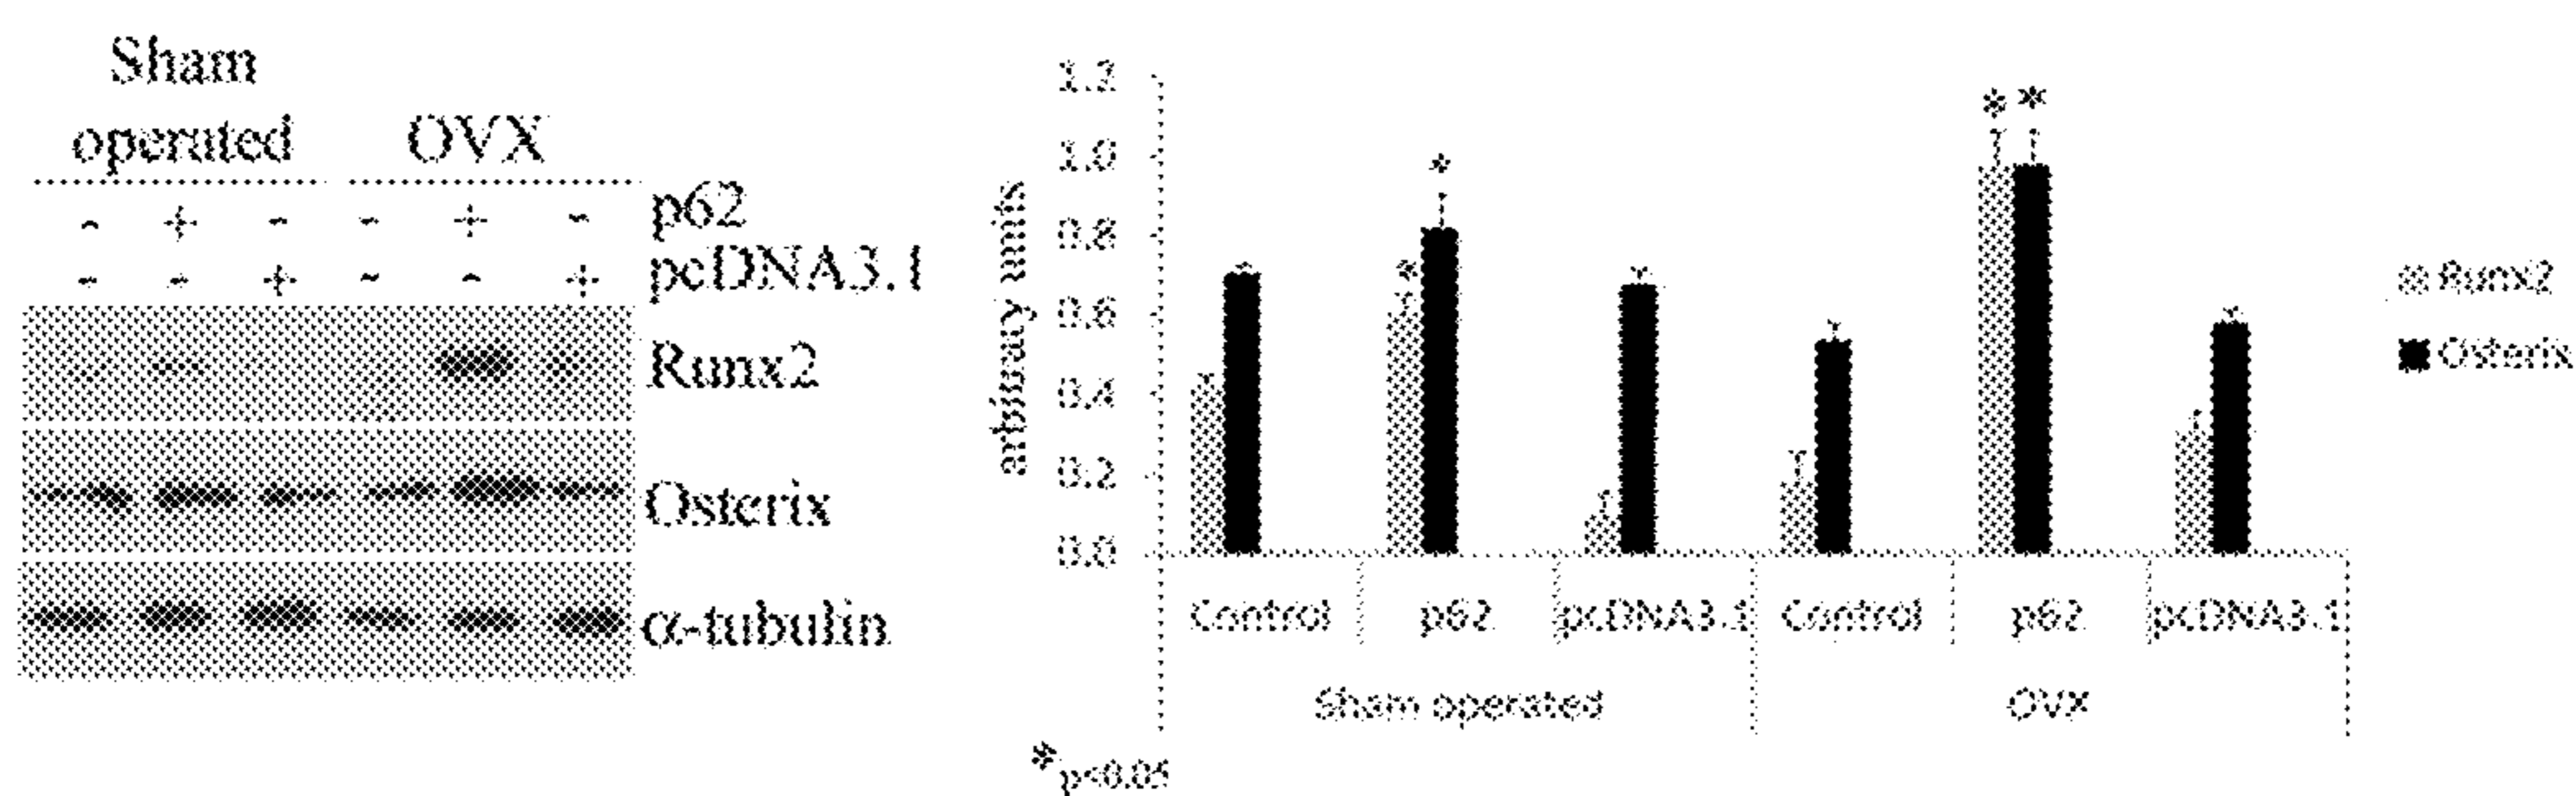 Sham
operated OVX
- + - - + - p62
- - + - - + pcDNA3.1
Runx2
Osterix
α-tubulin
arbitraray units
1.2
1.0
0.8
0.6
0.4
0.2
0.0
Control p62 pcDNA3.1 Control p62 pcDNA3.1
Sham operated OVX
* * * *
Runx2
Osterix
*p<0.05